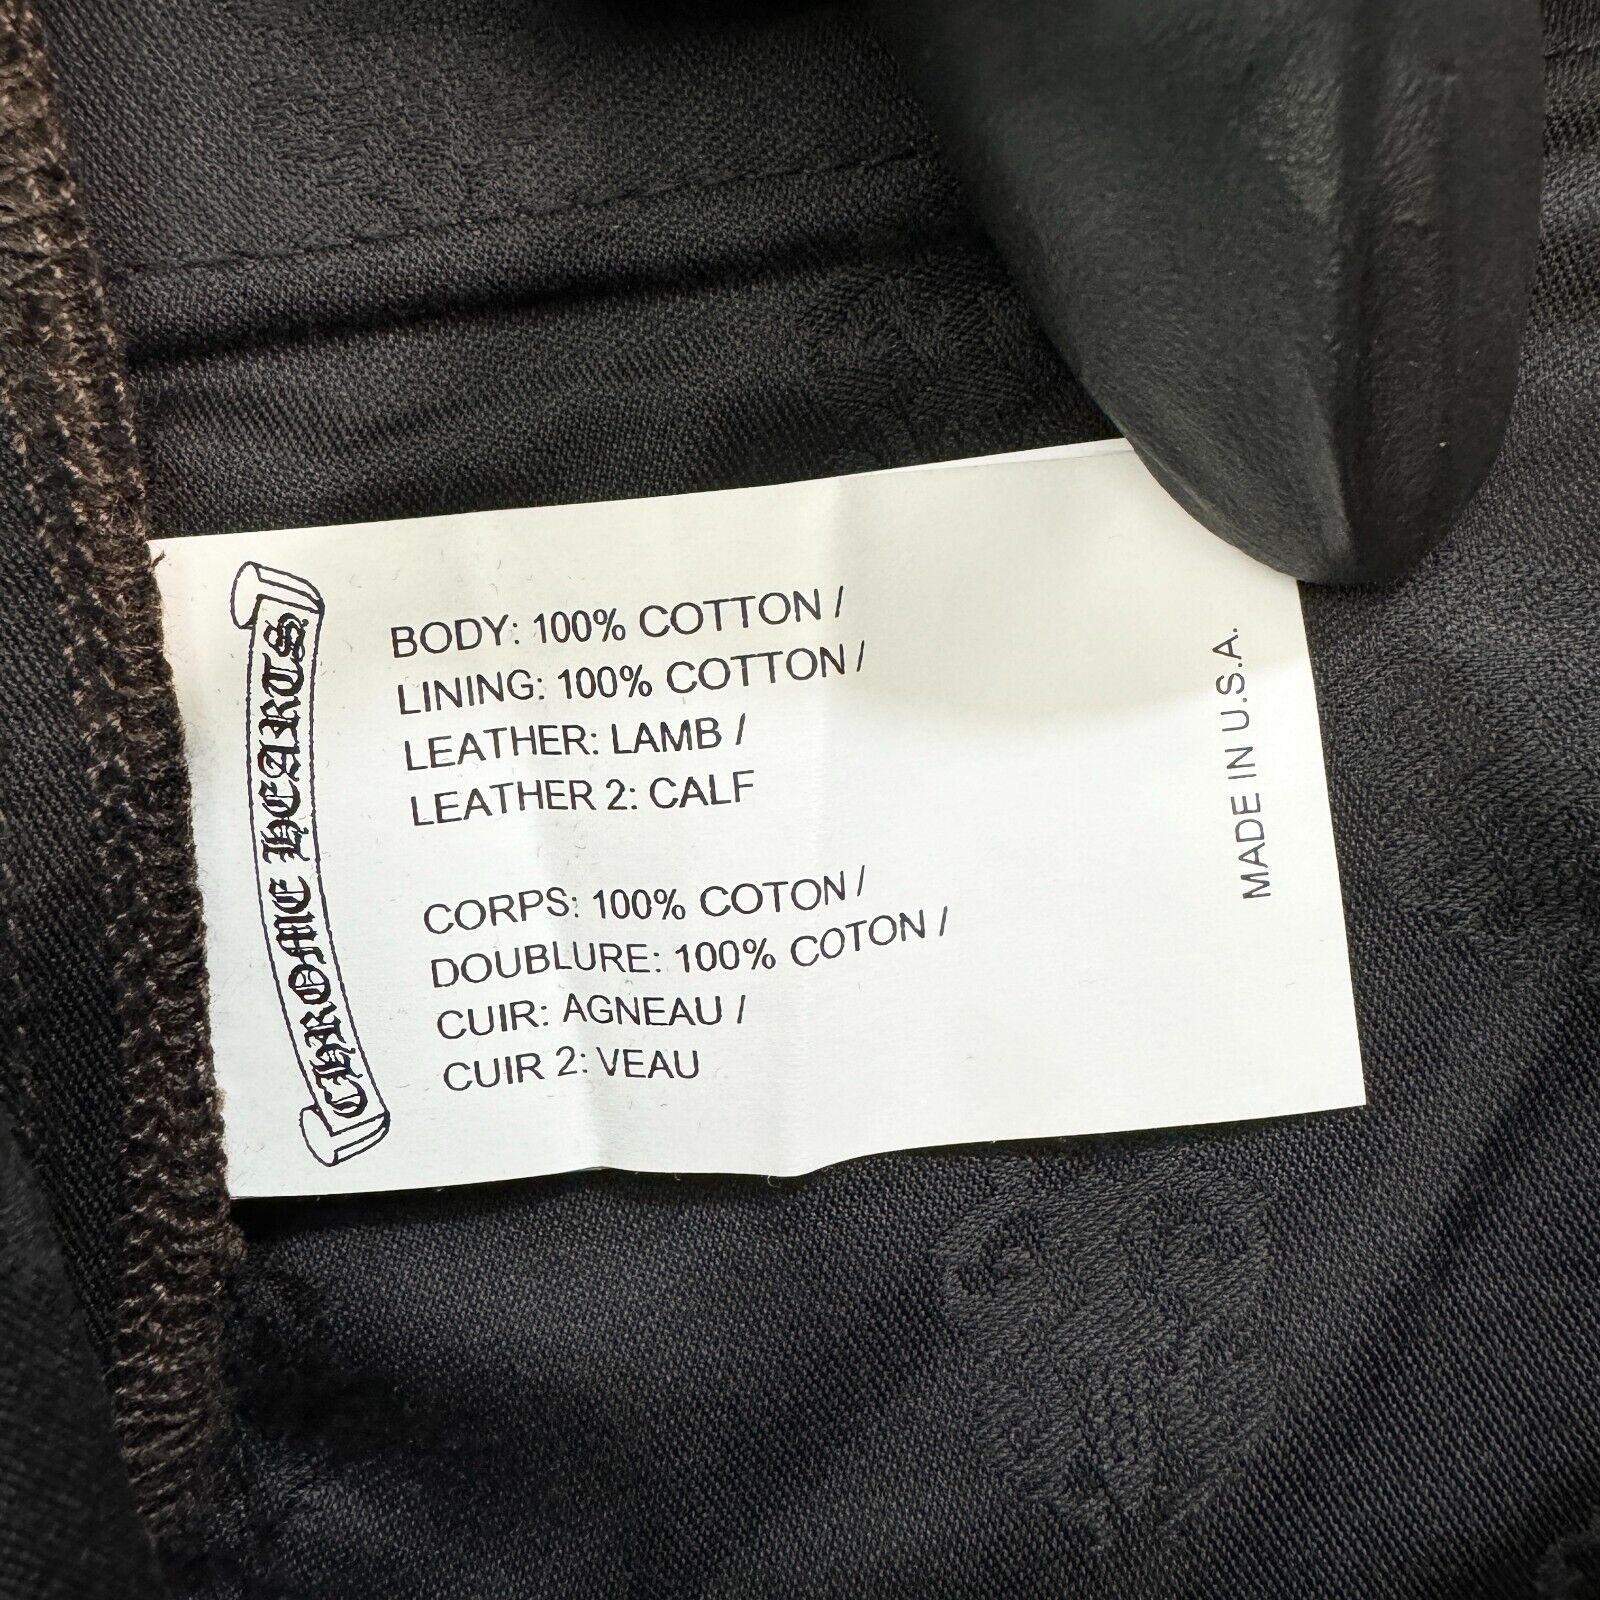 CHROME HEARTS
BODY: 100% COTTON /
LINING: 100% COTTON /
LEATHER: LAMB /
LEATHER 2: CALF
CORPS: 100% COTON /
DOUBLURE: 100% COTON /
CUIR: AGNEAU /
CUIR 2: VEAU
MADE IN U.S.A.